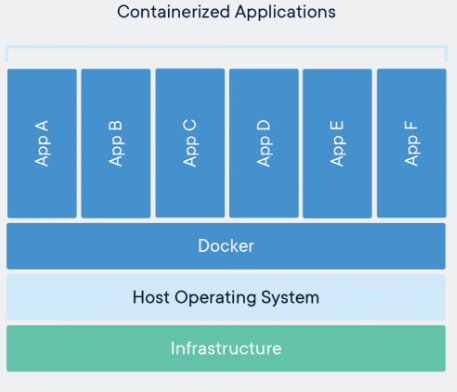 Containerized Applications
App A
App B
App C
App D
App E
App F
Docker
Host Operating System
Infrastructure